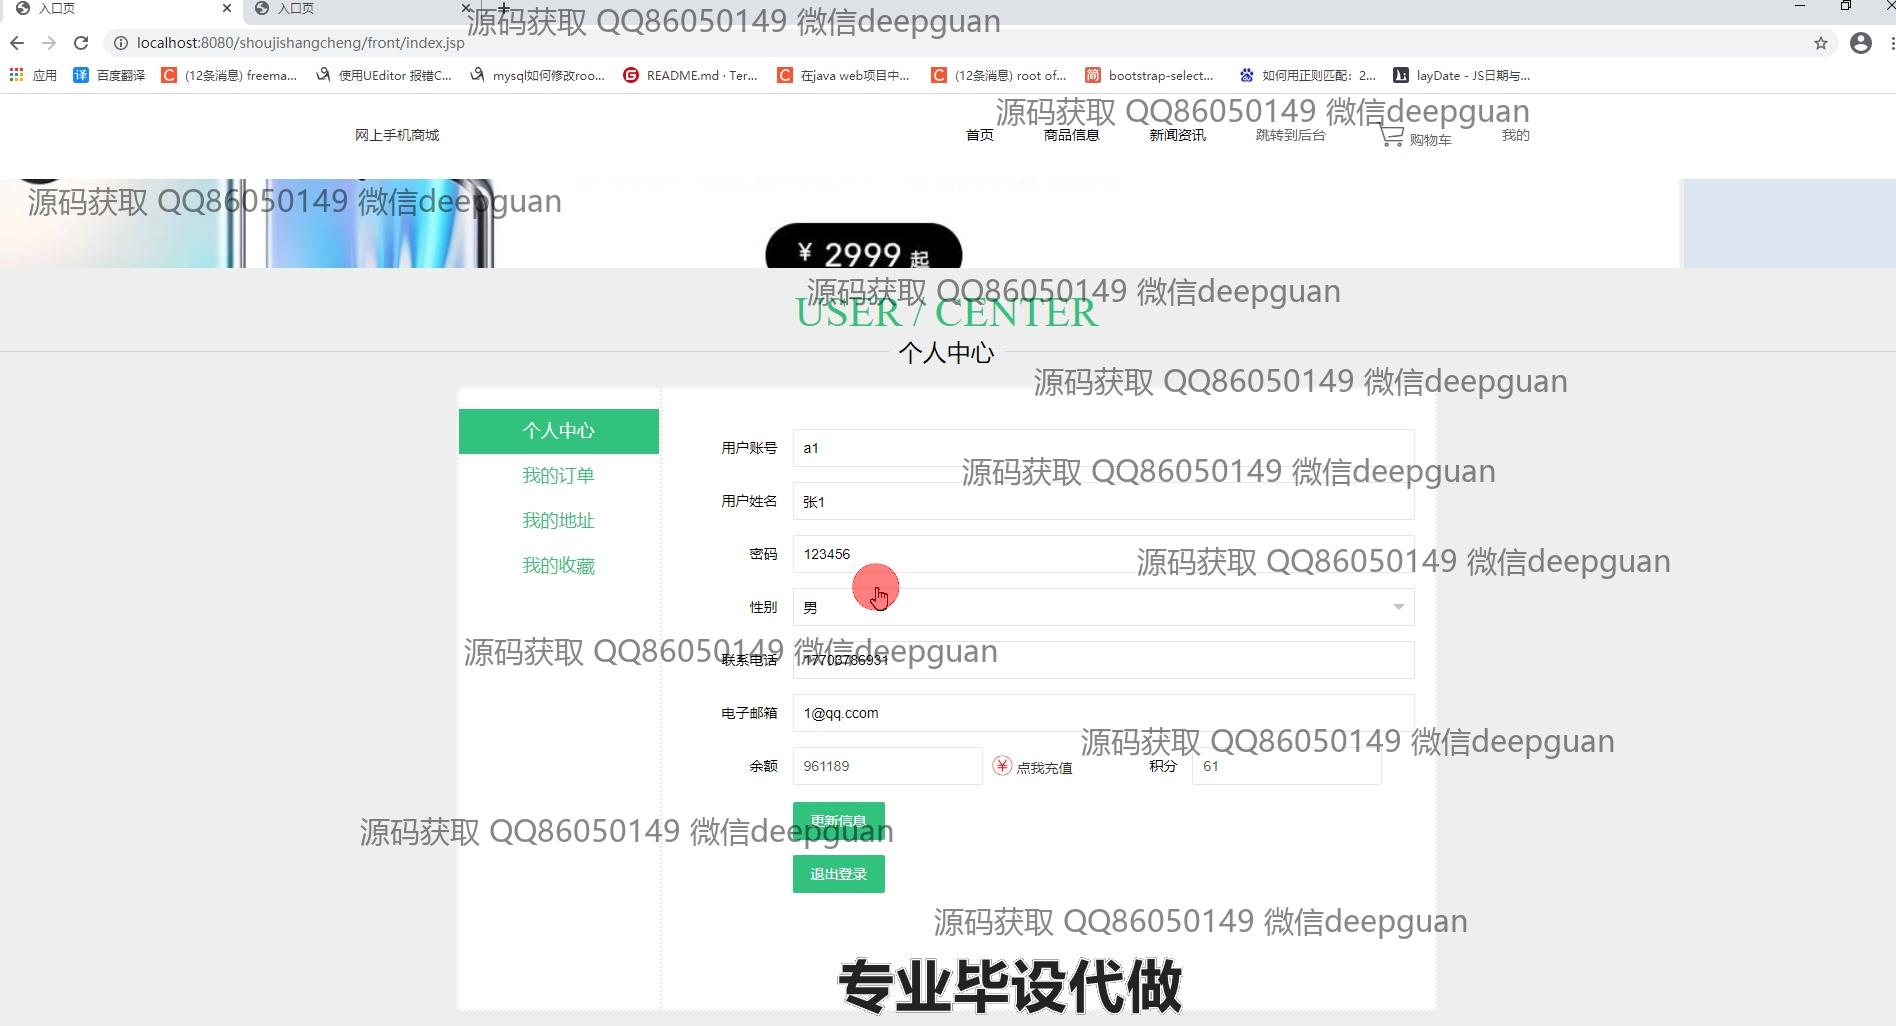 入口页
入口页
源码获取 QQ86050149 微信deepguan
localhost:8080/shoujishangcheng/front/index.jsp
应用
百度翻译
(12条消息) freema...
使用UEditor 报错C...
mysql如何修改roo...
README.md · Ter...
在java web项目中...
(12条消息) root of...
bootstrap-select...
如何用正则匹配：2...
layDate - JS日期与...
源码获取 QQ86050149 微信deepguan
网上手机商城
首页
商品信息
新闻资讯
跳转到后台
购物车
我的
源码获取 QQ86050149 微信deepguan
¥ 2999 起
源码获取 QQ86050149 微信deepguan
USER / CENTER
个人中心
源码获取 QQ86050149 微信deepguan
个人中心
我的订单
我的地址
我的收藏
用户账号 a1
源码获取 QQ86050149 微信deepguan
用户姓名 张1
密码 123456
源码获取 QQ86050149 微信deepguan
性别 男
源码获取 QQ86050149 微信deepguan
联系电话 17703786931
电子邮箱 1@qq.ccom
源码获取 QQ86050149 微信deepguan
余额 961189 ¥ 点我充值 积分 61
更新信息
源码获取 QQ86050149 微信deepguan
退出登录
源码获取 QQ86050149 微信deepguan
专业毕设代做